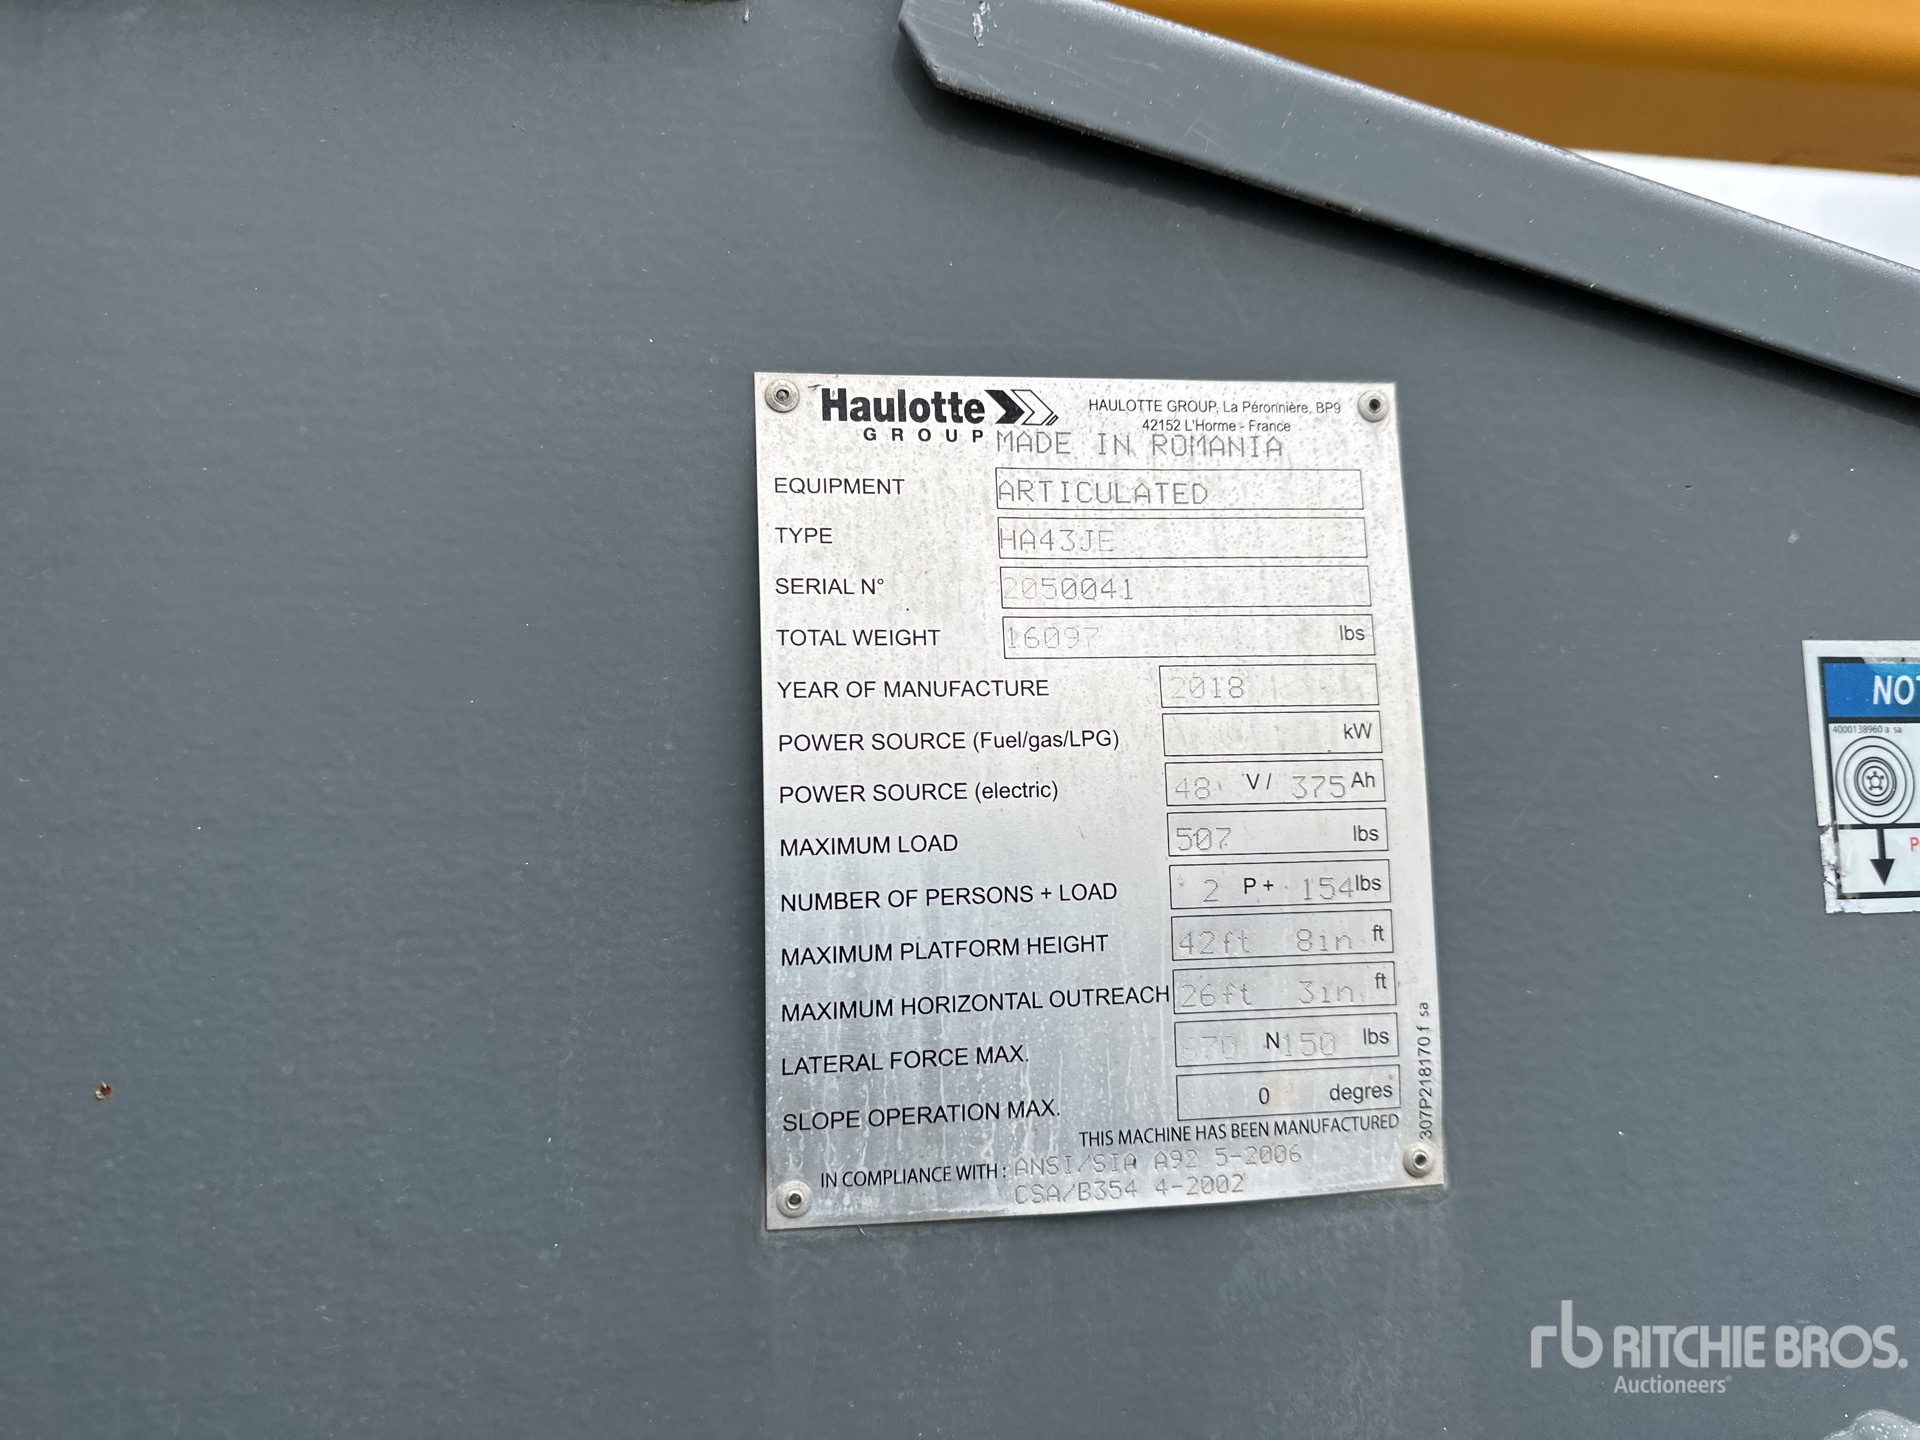 Haulotte
GROUP
HAULOTTE GROUP, La Péronnière, BP9
42152 L'Horme - France
MADE IN ROMANIA
EQUIPMENT ARTICULATED
TYPE HA43JE
SERIAL N° 2050041
TOTAL WEIGHT 16097 lbs
YEAR OF MANUFACTURE 2018
POWER SOURCE (Fuel/gas/LPG) kW
POWER SOURCE (electric) 48 V / 375 Ah
MAXIMUM LOAD 507 lbs
NUMBER OF PERSONS + LOAD 2 P + 154 lbs
MAXIMUM PLATFORM HEIGHT 42ft 8in ft
MAXIMUM HORIZONTAL OUTREACH 26ft 3in ft
LATERAL FORCE MAX. N 150 lbs
SLOPE OPERATION MAX. 0 degres
THIS MACHINE HAS BEEN MANUFACTURED
IN COMPLIANCE WITH : ANSI/SIA A92 5-2006
CSA/B354 4-2002
307P218170 f sa
4000138960 a sa
rb RITCHIE BROS.
Auctioneers